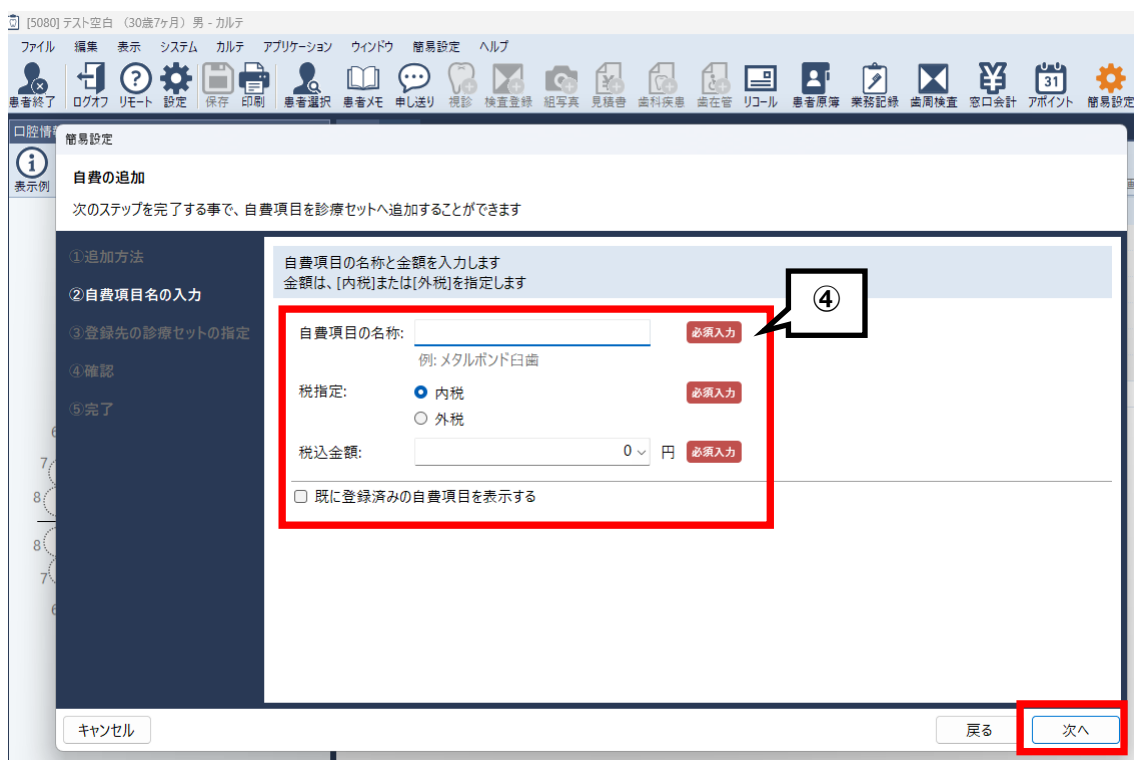 [5080] テスト空白 （30歳7ヶ月）男 - カルテ
ファイル 編集 表示 システム カルテ アプリケーション ウィンドウ 簡易設定 ヘルプ
患者終了 ログオフ リモート 設定 保存 印刷 患者選択 患者メモ 申し送り 視診 検査登録 組写真 見積書 歯科疾患 歯在管 リコール 患者原簿 業務記録 歯周検査 窓口会計 アポイント 簡易設定
31
口腔情
表示例
簡易設定
自費の追加
次のステップを完了する事で、自費項目を診療セットへ追加することができます
①追加方法
②自費項目名の入力
③登録先の診療セットの指定
④確認
⑤完了
自費項目の名称と金額を入力します
金額は、[内税]または[外税]を指定します
④
自費項目の名称: 必須入力
例: メタルボンド臼歯
税指定: 内税 必須入力
外税
税込金額: 0 円 必須入力
既に登録済みの自費項目を表示する
6
7
8
8
7
6
キャンセル 戻る 次へ